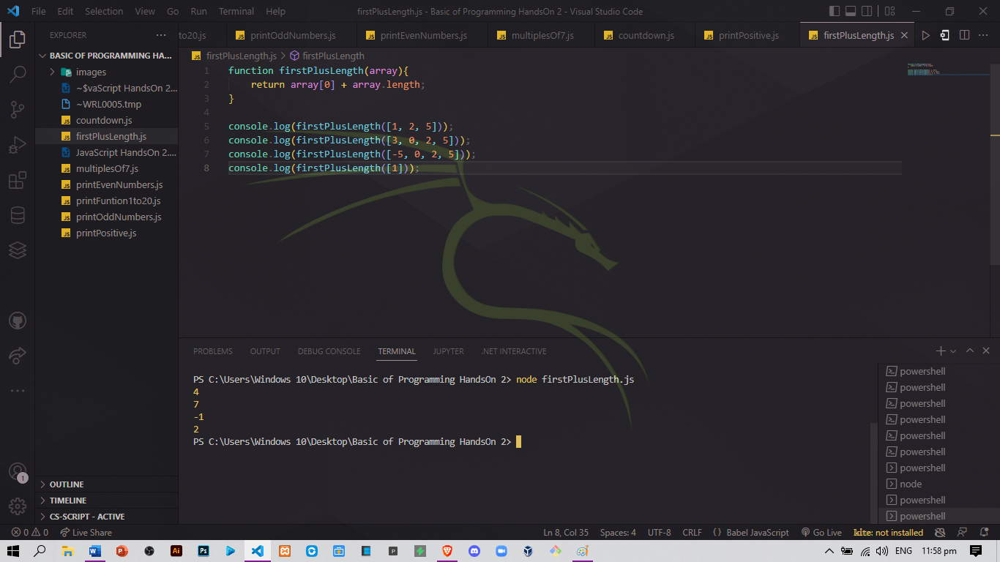 File Edit Selection View Go Run Terminal Help firstPlusLength.js - Basic of Programming HandsOn 2 - Visual Studio Code
EXPLORER
BASIC OF PROGRAMMING HA...
images
~$vaScript HandsOn 2...
~WRL0005.tmp
countdown.js
firstPlusLength.js
JavaScript HandsOn 2....
multiplesOf7.js
printEvenNumbers.js
printFuntion1to20.js
printOddNumbers.js
printPositive.js
OUTLINE
TIMELINE
CS-SCRIPT - ACTIVE
to20.js printOddNumbers.js printEvenNumbers.js multiplesOf7.js countdown.js printPositive.js firstPlusLength.js
firstPlusLength.js > firstPlusLength
1 function firstPlusLength(array){
2 return array[0] + array.length;
3 }
4
5 console.log(firstPlusLength([1, 2, 5]));
6 console.log(firstPlusLength([3, 0, 2, 5]));
7 console.log(firstPlusLength([-5, 0, 2, 5]));
8 console.log(firstPlusLength([1]));
PROBLEMS OUTPUT DEBUG CONSOLE TERMINAL JUPYTER .NET INTERACTIVE
PS C:\Users\Windows 10\Desktop\Basic of Programming HandsOn 2> node firstPlusLength.js
4
7
-1
2
PS C:\Users\Windows 10\Desktop\Basic of Programming HandsOn 2>
powershell
powershell
powershell
powershell
powershell
powershell
powershell
node
powershell
powershell
1
0 0 Live Share Ln 8, Col 35 Spaces: 4 UTF-8 CRLF { } Babel JavaScript Go Live kite: not installed
ENG 11:58 pm